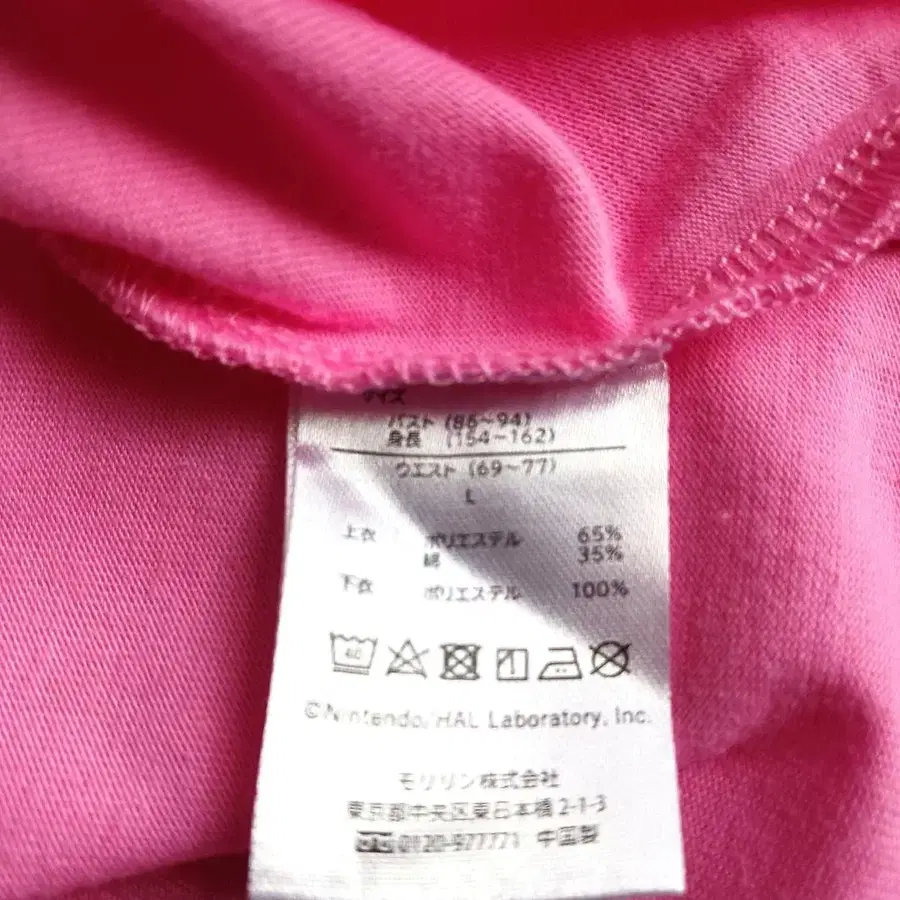 サイズ
バスト (86~94)
身長 (154~162)
ウエスト (69~77)
L
上衣 ポリエステル 65%
綿 35%
下衣 ポリエステル 100%
40
©Nintendo/HAL Laboratory, Inc.
モリリン株式会社
東京都中央区東日本橋2-1-3
0120-977771 中国製